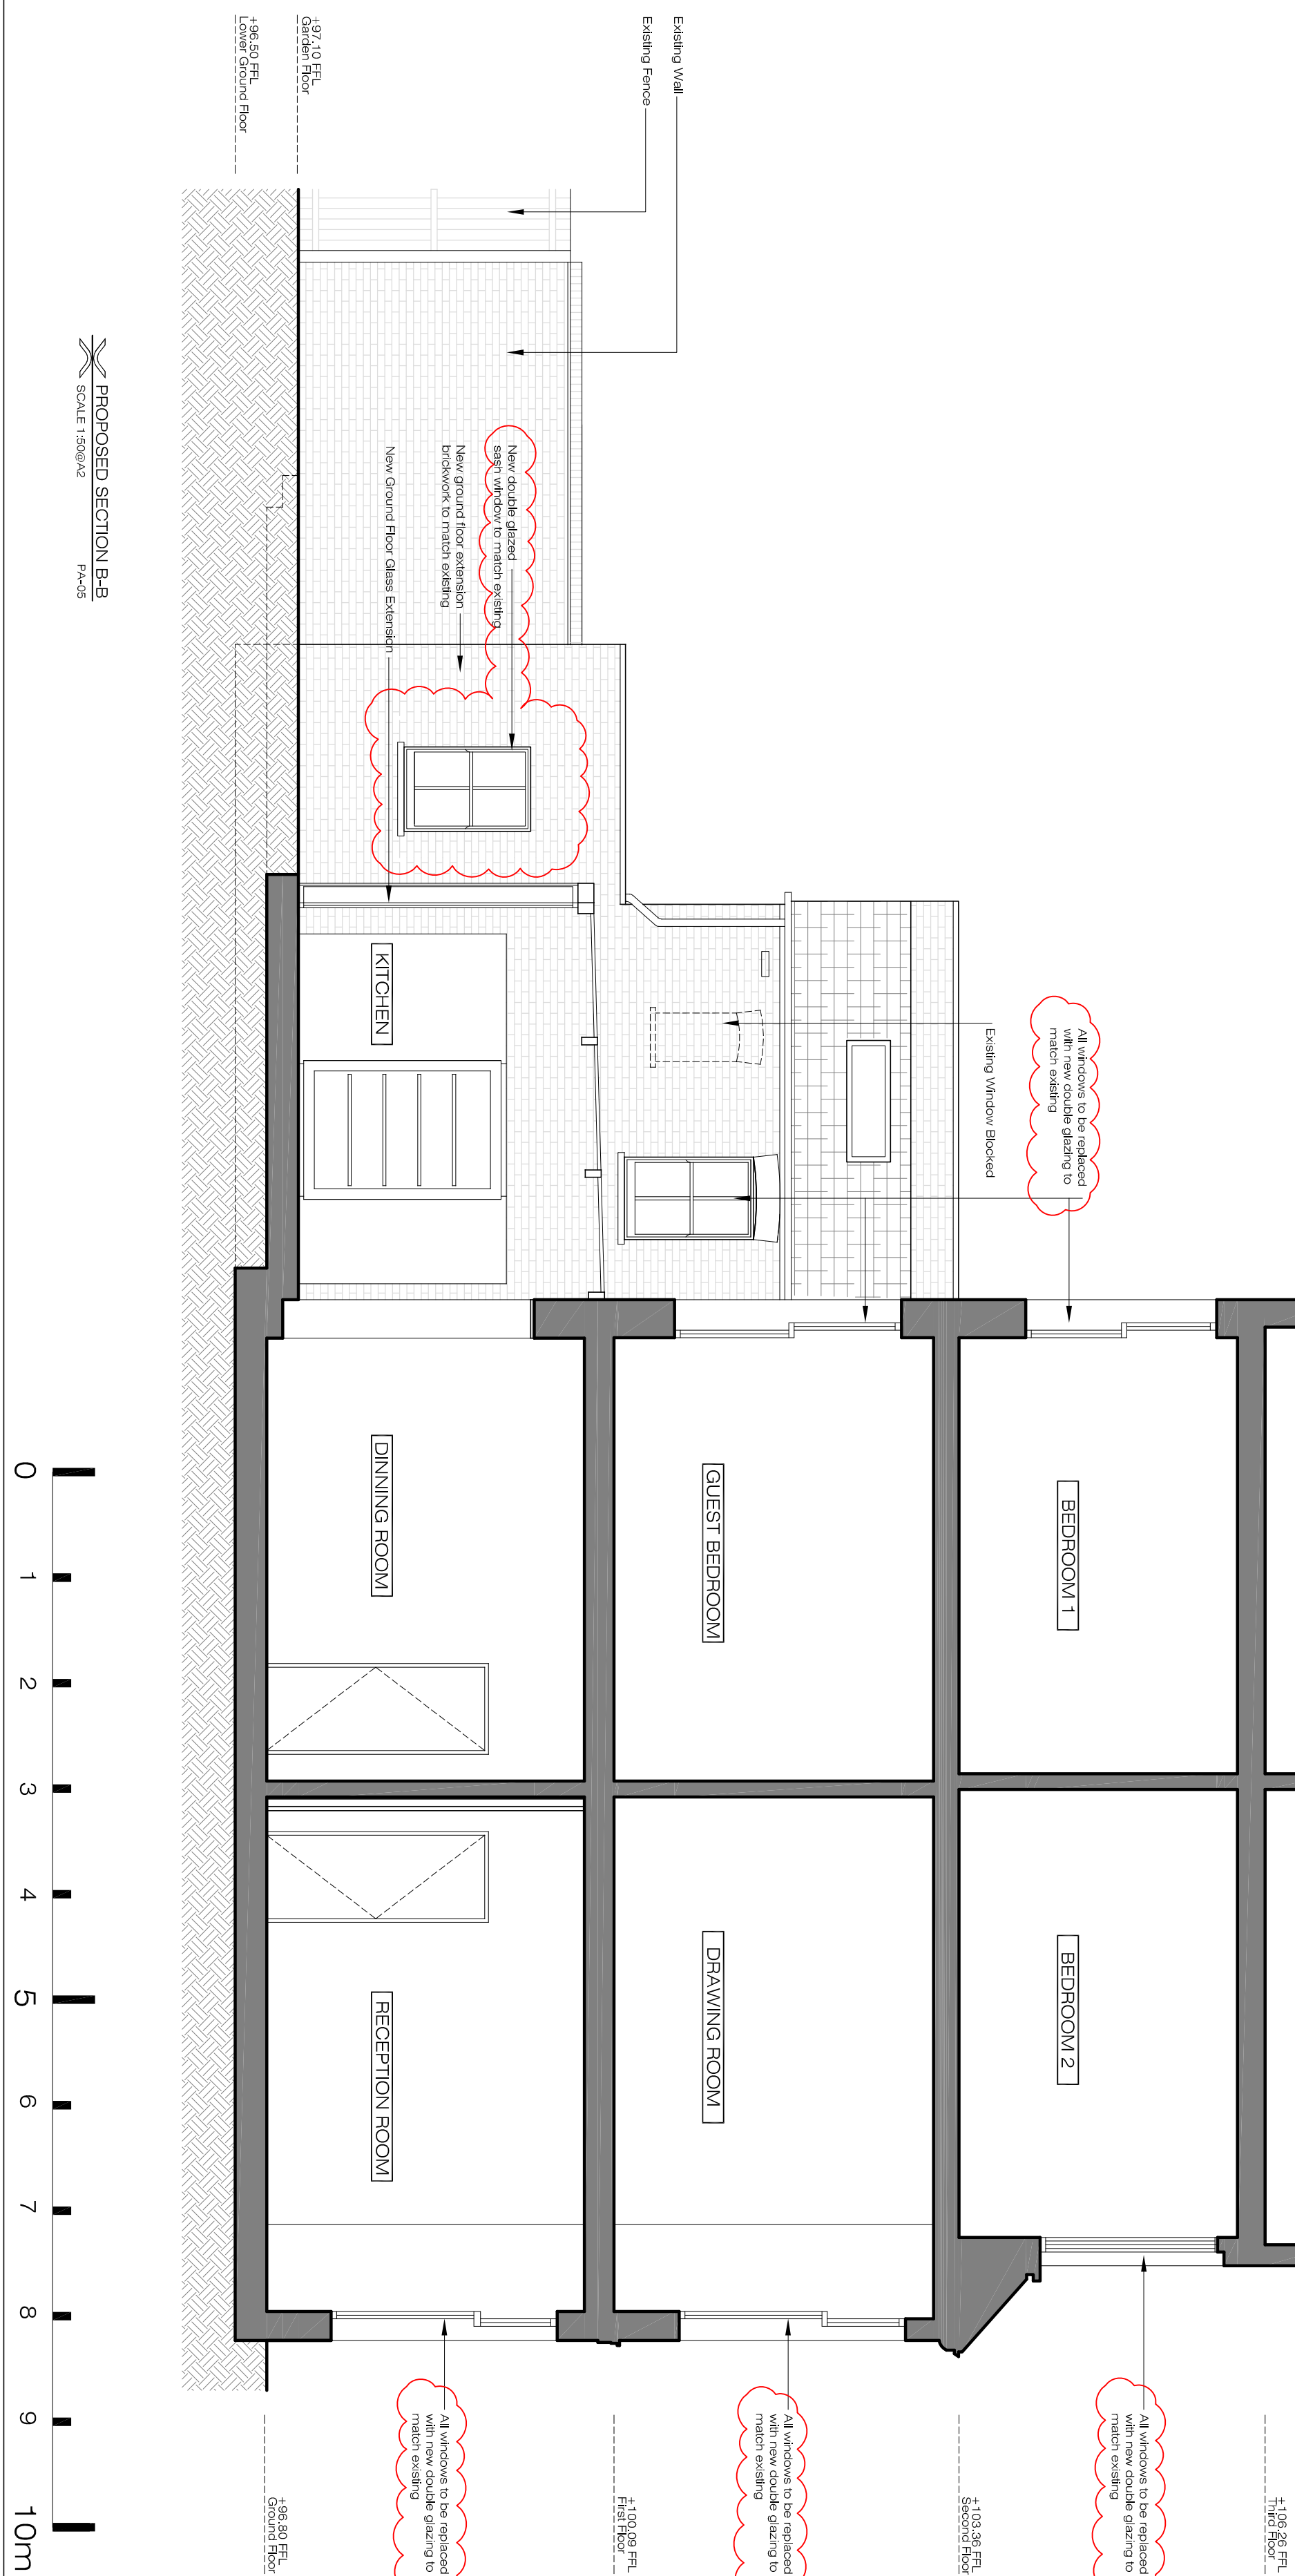 +106.26 FFL
Third Floor
All windows to be replaced
with new double glazing to
match existing
All windows to be replaced
with new double glazing to
match existing
BEDROOM 1
BEDROOM 2
Existing Window Blocked
+103.36 FFL
Second Floor
All windows to be replaced
with new double glazing to
match existing
GUEST BEDROOM
DRAWING ROOM
Existing Wall
Existing Fence
+100.09 FFL
First Floor
New double glazed
sash window to match existing
New ground floor extension
brickwork to match existing
New Ground Floor Glass Extension
All windows to be replaced
with new double glazing to
match existing
KITCHEN
DINNING ROOM
RECEPTION ROOM
+97.10 FFL
Garden Floor
+96.80 FFL
Ground Floor
+96.50 FFL
Lower Ground Floor
PROPOSED SECTION B-B
SCALE 1:50@A2 PA-05
0 1 2 3 4 5 6 7 8 9 10m